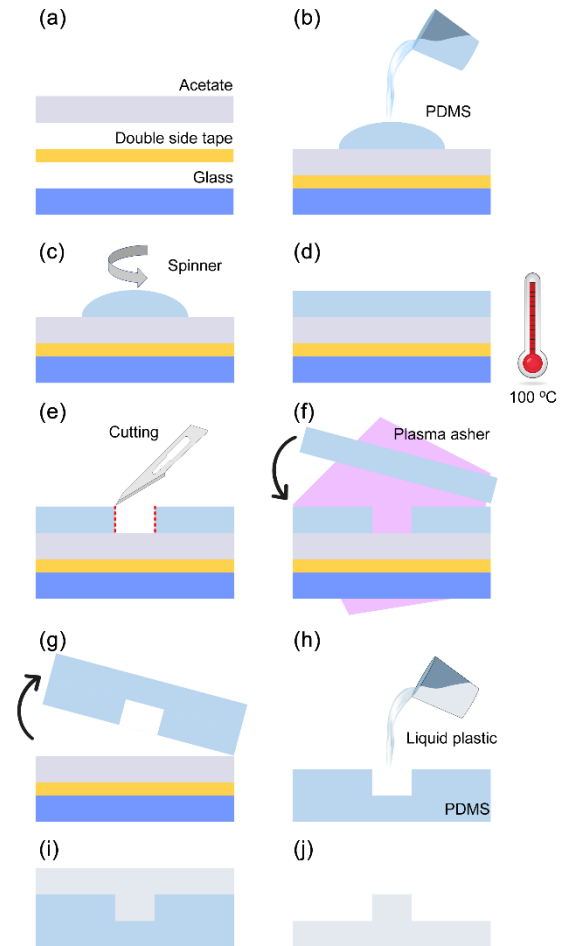 (a)
Acetate
Double side tape
Glass
(b)
PDMS
(c)
Spinner
(d)
100 ºC
(e)
Cutting
(f)
Plasma asher
(g)
(h)
Liquid plastic
PDMS
(i)
(j)